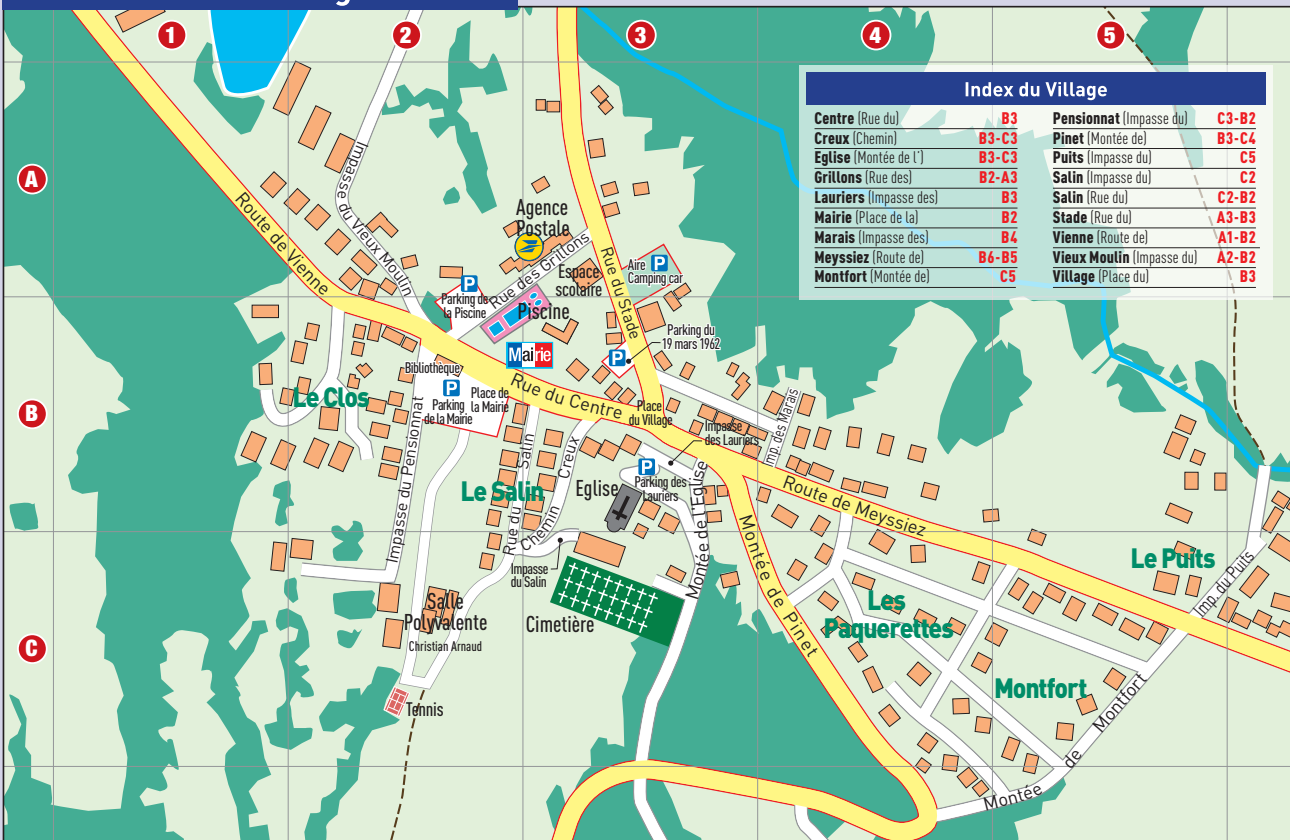 1
2
3
4
5
A
B
C
Index du Village
Centre (Rue du) B3
Creux (Chemin) B3-C3
Eglise (Montée de l') B3-C3
Grillons (Rue des) B2-A3
Lauriers (Impasse des) B3
Mairie (Place de la) B2
Marais (Impasse des) B4
Meyssiez (Route de) B6-B5
Montfort (Montée de) C5
Pensionnat (Impasse du) C3-B2
Pinet (Montée de) B3-C4
Puits (Impasse du) C5
Salin (Impasse du) C2
Salin (Rue du) C2-B2
Stade (Rue du) A3-B3
Vienne (Route de) A1-B2
Vieux Moulin (Impasse du) A2-B2
Village (Place du) B3
Impasse du Vieux Moulin
Route de Vienne
Agence
Postale
Rue des Grillons
Espace
scolaire
Rue du Stade
Aire
Camping car
P
P
Parking de
la Piscine
Piscine
Mairie
Parking du
19 mars 1962
P
Bibliothèque
P
Parking
de la Mairie
Place de
la Mairie
Rue du Centre
Place
du Village
Impasse
des Lauriers
Imp. des Marais
Le Clos
Impasse du Pensionnat
Le Salin
Rue du Salin
Chemin Creux
Eglise
P
Parking des
Lauriers
Montée de l'Eglise
Route de Meyssiez
Montée de Pinet
Impasse
du Salin
Cimetière
Salle
Polyvalente
Christian Arnaud
Tennis
Les
Paquerettes
Montfort
Le Puits
Imp. du Puits
Montée de Montfort